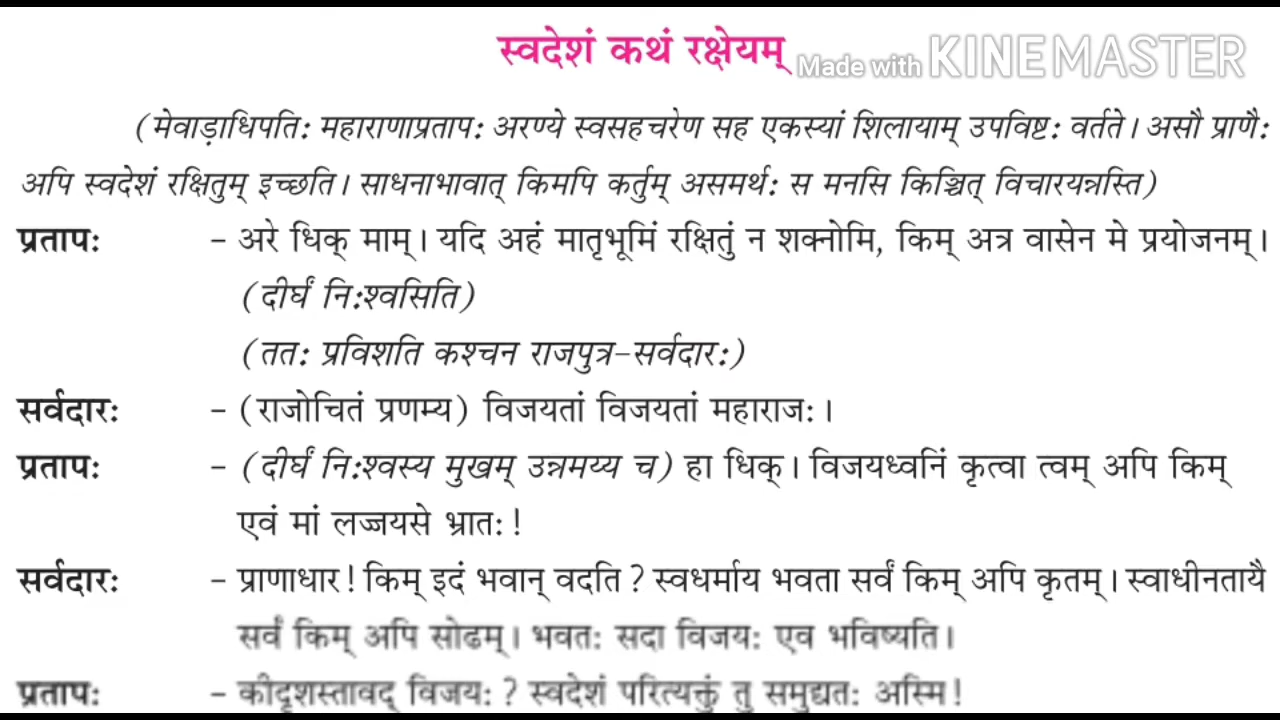 स्वदेशं कथं रक्षेयम्
Made with KINEMASTER
(मेवाड़ाधिपतिः महाराणाप्रतापः अरण्ये स्वसहचरेण सह एकस्यां शिलायाम् उपविष्टः वर्तते। असौ प्राणैः
अपि स्वदेशं रक्षितुम् इच्छति। साधनाभावात् किमपि कर्तुम् असमर्थः स मनसि किञ्चित् विचारयन्नस्ति)
प्रतापः – अरे धिक् माम्। यदि अहं मातृभूमिं रक्षितुं न शक्नोमि, किम् अत्र वासेन मे प्रयोजनम्।
(दीर्घं निःश्वसिति)
(ततः प्रविशति कश्चन राजपुत्र-सर्वदारः)
सर्वदारः – (राजोचितं प्रणम्य) विजयतां विजयतां महाराजः।
प्रतापः – (दीर्घं निःश्वस्य मुखम् उन्नमय्य च) हा धिक्। विजयध्वनिं कृत्वा त्वम् अपि किम्
एवं मां लज्जयसे भ्रातः!
सर्वदारः – प्राणाधार! किम् इदं भवान् वदति? स्वधर्माय भवता सर्वं किम् अपि कृतम्। स्वाधीनतायै
सर्वं किम् अपि सोढम्। भवतः सदा विजयः एव भविष्यति।
प्रतापः – कीदृशस्तावद् विजयः? स्वदेशं परित्यक्तुं तु समुद्यतः अस्मि!